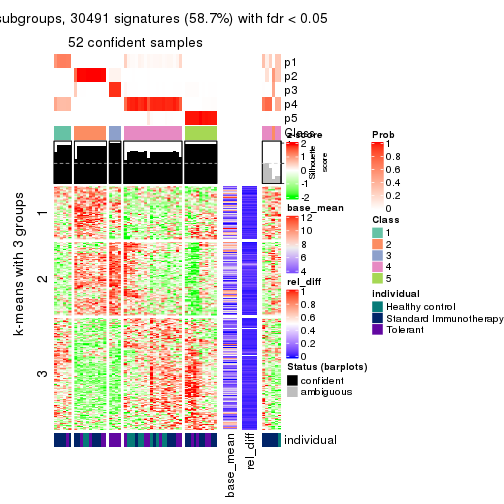 subgroups, 30491 signatures (58.7%) with fdr < 0.05
52 confident samples
p1
p2
p3
p4
p5
Class
k-means with 3 groups
1
2
3
Silhouette
score
z-score
2
1
0
-1
-2
base_mean
12
10
8
6
4
rel_diff
1
0.8
0.6
0.4
0.2
0
Status (barplots)
confident
ambiguous
Prob
1
0.8
0.6
0.4
0.2
0
Class
1
2
3
4
5
individual
Healthy control
Standard Immunotherapy
Tolerant
individual
base_mean
rel_diff